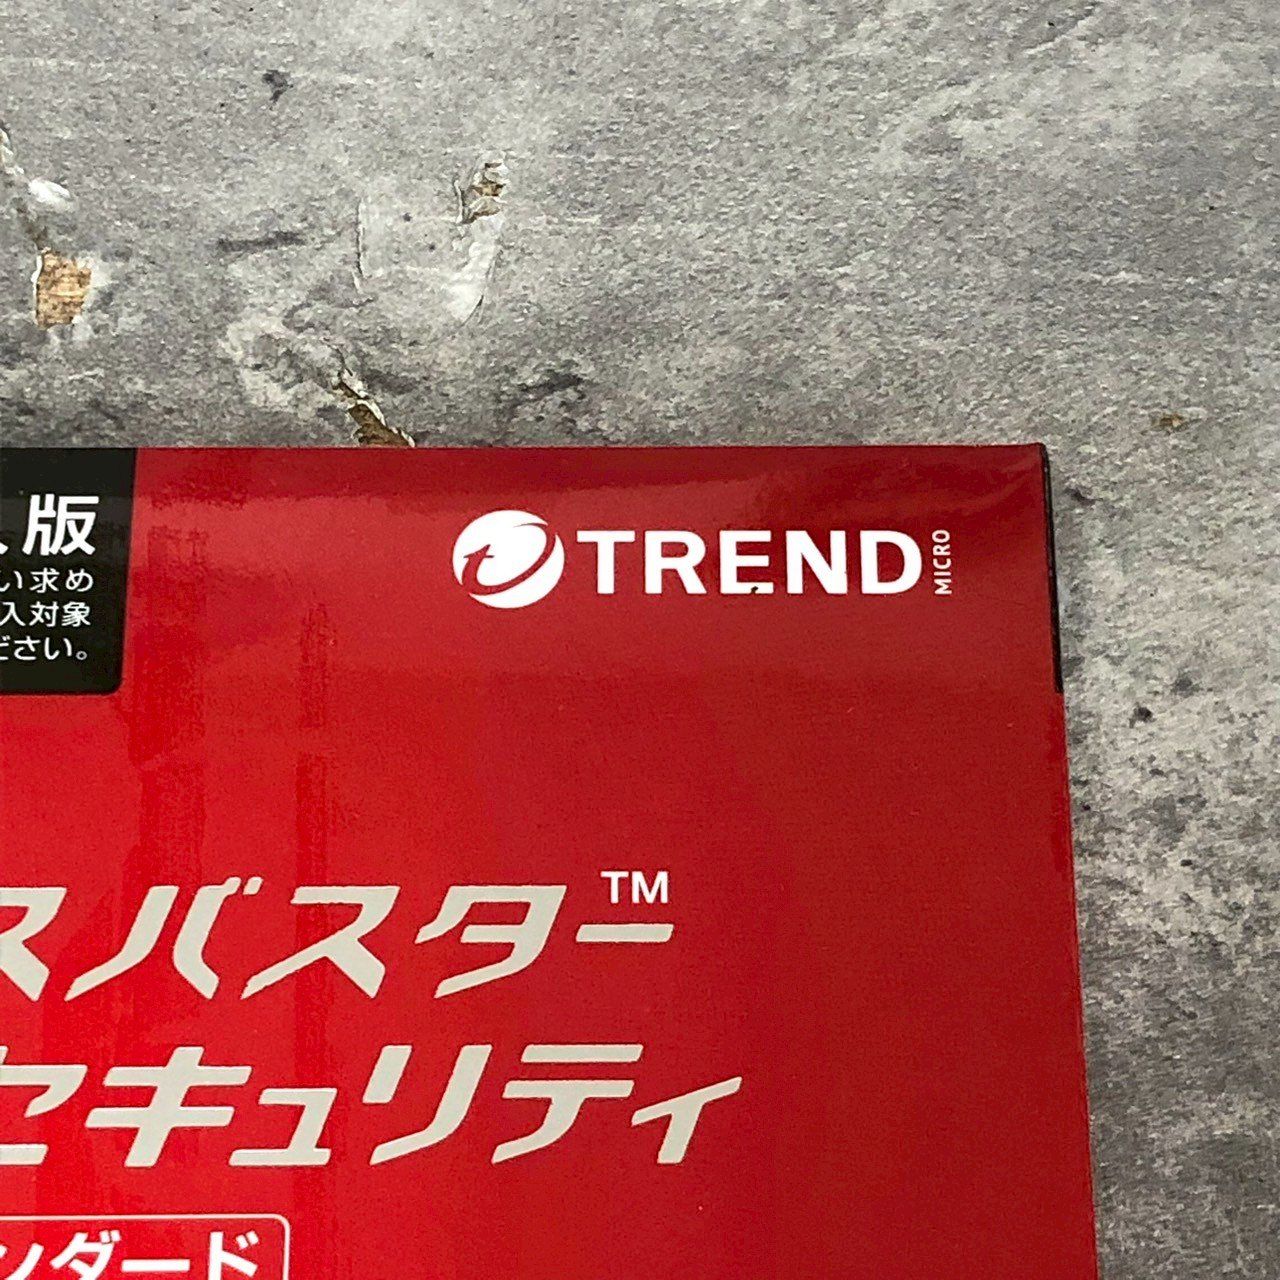 版
い求め
入対象
ださい。
TREND MICRO
スバスター™
セキュリティ
ンダード